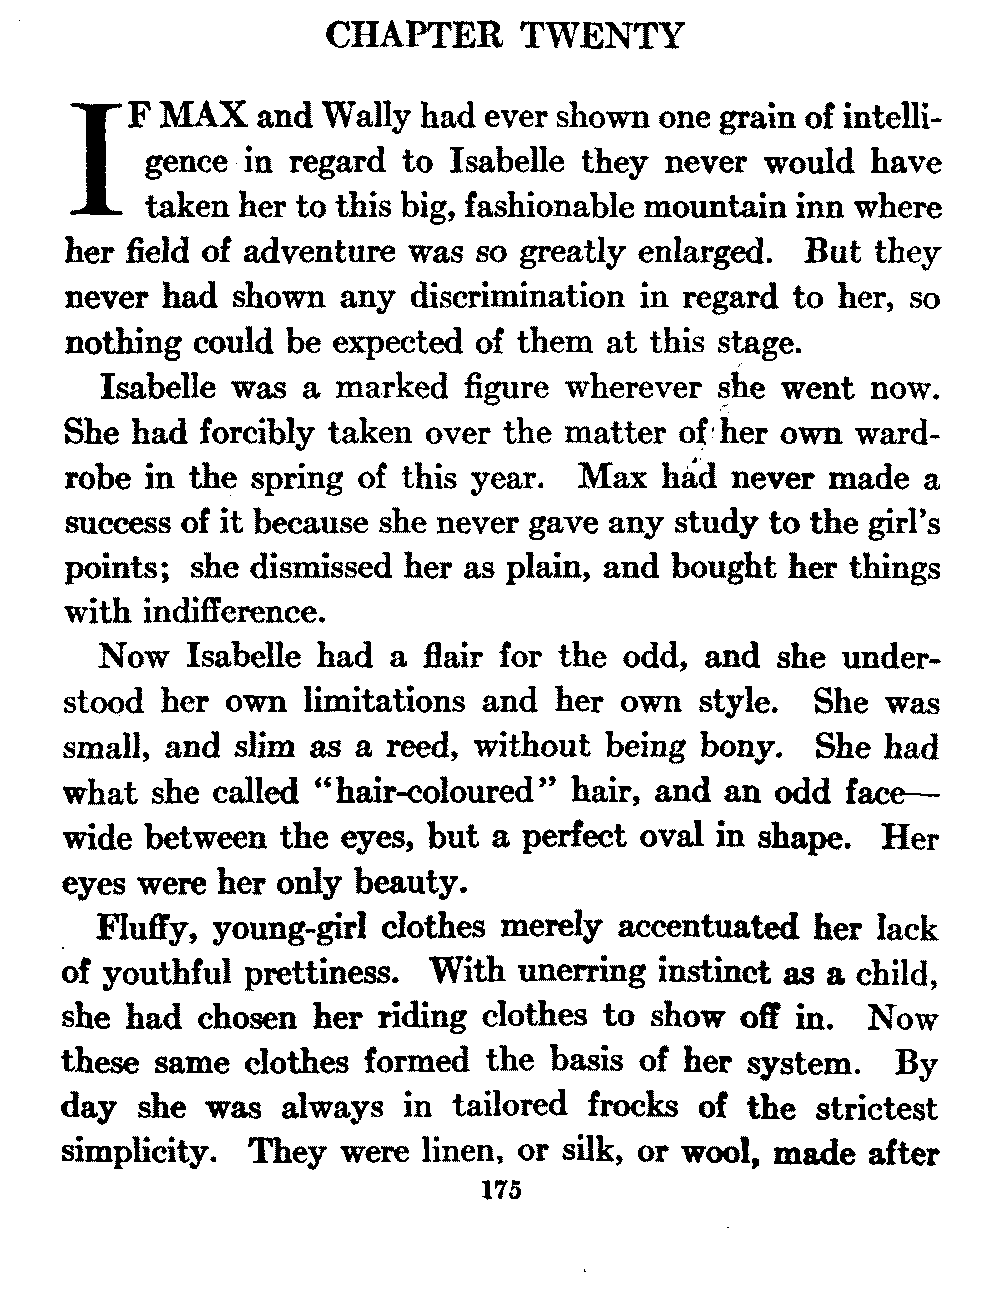 CHAPTER TWENTY
IF MAX and Wally had ever shown one grain of intelli-
gence in regard to Isabelle they never would have
taken her to this big, fashionable mountain inn where
her field of adventure was so greatly enlarged. But they
never had shown any discrimination in regard to her, so
nothing could be expected of them at this stage.
Isabelle was a marked figure wherever she went now.
She had forcibly taken over the matter of her own ward-
robe in the spring of this year. Max had never made a
success of it because she never gave any study to the girl's
points; she dismissed her as plain, and bought her things
with indifference.
Now Isabelle had a flair for the odd, and she under-
stood her own limitations and her own style. She was
small, and slim as a reed, without being bony. She had
what she called "hair-coloured" hair, and an odd face—
wide between the eyes, but a perfect oval in shape. Her
eyes were her only beauty.
Fluffy, young-girl clothes merely accentuated her lack
of youthful prettiness. With unerring instinct as a child,
she had chosen her riding clothes to show off in. Now
these same clothes formed the basis of her system. By
day she was always in tailored frocks of the strictest
simplicity. They were linen, or silk, or wool, made after
175